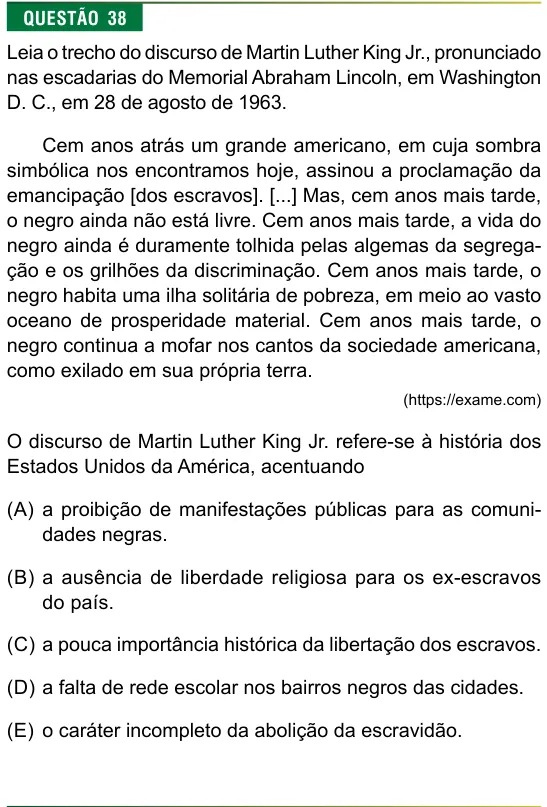 QUESTÃO 38
Leia o trecho do discurso de Martin Luther King Jr., pronunciado
nas escadarias do Memorial Abraham Lincoln, em Washington
D. C., em 28 de agosto de 1963.
Cem anos atrás um grande americano, em cuja sombra
simbólica nos encontramos hoje, assinou a proclamação da
emancipação [dos escravos]. [...] Mas, cem anos mais tarde,
o negro ainda não está livre. Cem anos mais tarde, a vida do
negro ainda é duramente tolhida pelas algemas da segrega-
ção e os grilhões da discriminação. Cem anos mais tarde, o
negro habita uma ilha solitária de pobreza, em meio ao vasto
oceano de prosperidade material. Cem anos mais tarde, o
negro continua a mofar nos cantos da sociedade americana,
como exilado em sua própria terra.
(https://exame.com)
O discurso de Martin Luther King Jr. refere-se à história dos
Estados Unidos da América, acentuando
(A) a proibição de manifestações públicas para as comuni-
dades negras.
(B) a ausência de liberdade religiosa para os ex-escravos
do país.
(C) a pouca importância histórica da libertação dos escravos.
(D) a falta de rede escolar nos bairros negros das cidades.
(E) o caráter incompleto da abolição da escravidão.